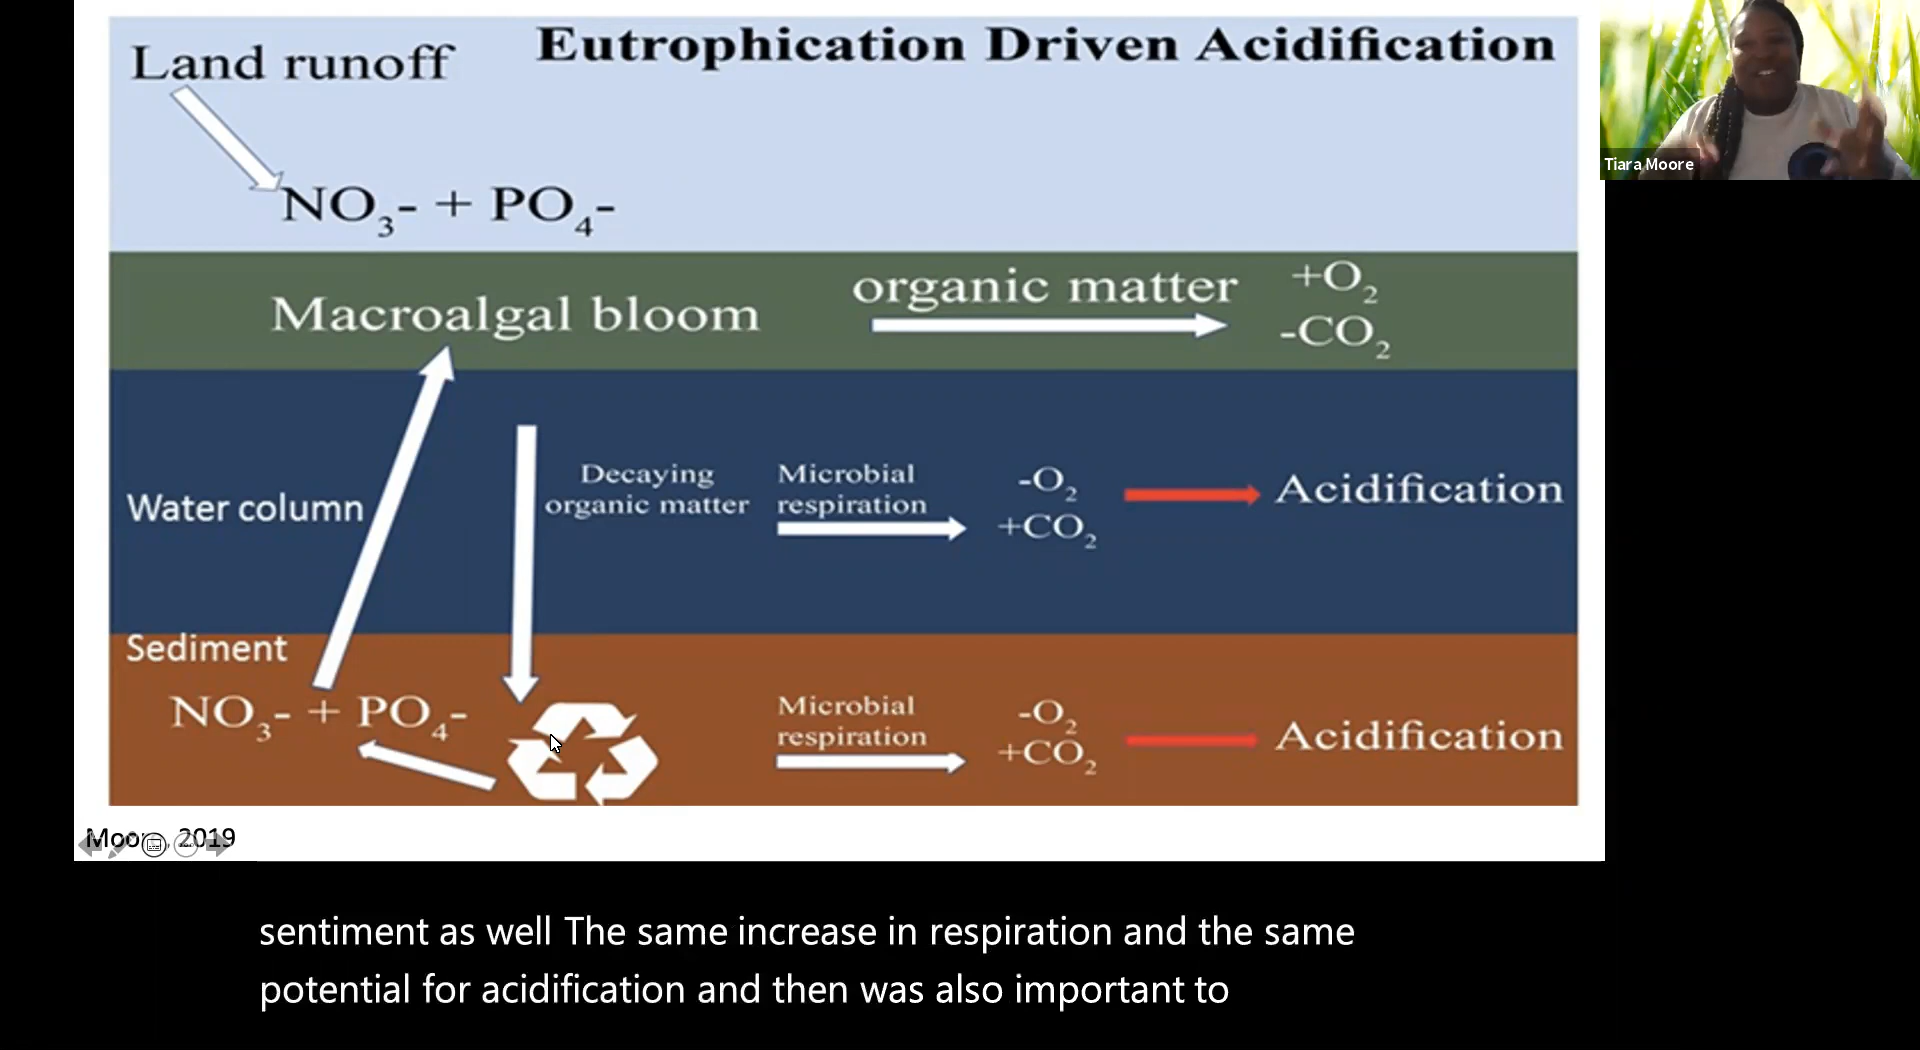 Land runoff
Eutrophication Driven Acidification
NO₃- + PO₄-
Macroalgal bloom
organic matter
+O₂
-CO₂
Water column
Decaying
organic matter
Microbial
respiration
-O₂
+CO₂
Acidification
Sediment
NO₃- + PO₄-
Microbial
respiration
-O₂
+CO₂
Acidification
2019
Tiara Moore
sentiment as well The same increase in respiration and the same
potential for acidification and then was also important to